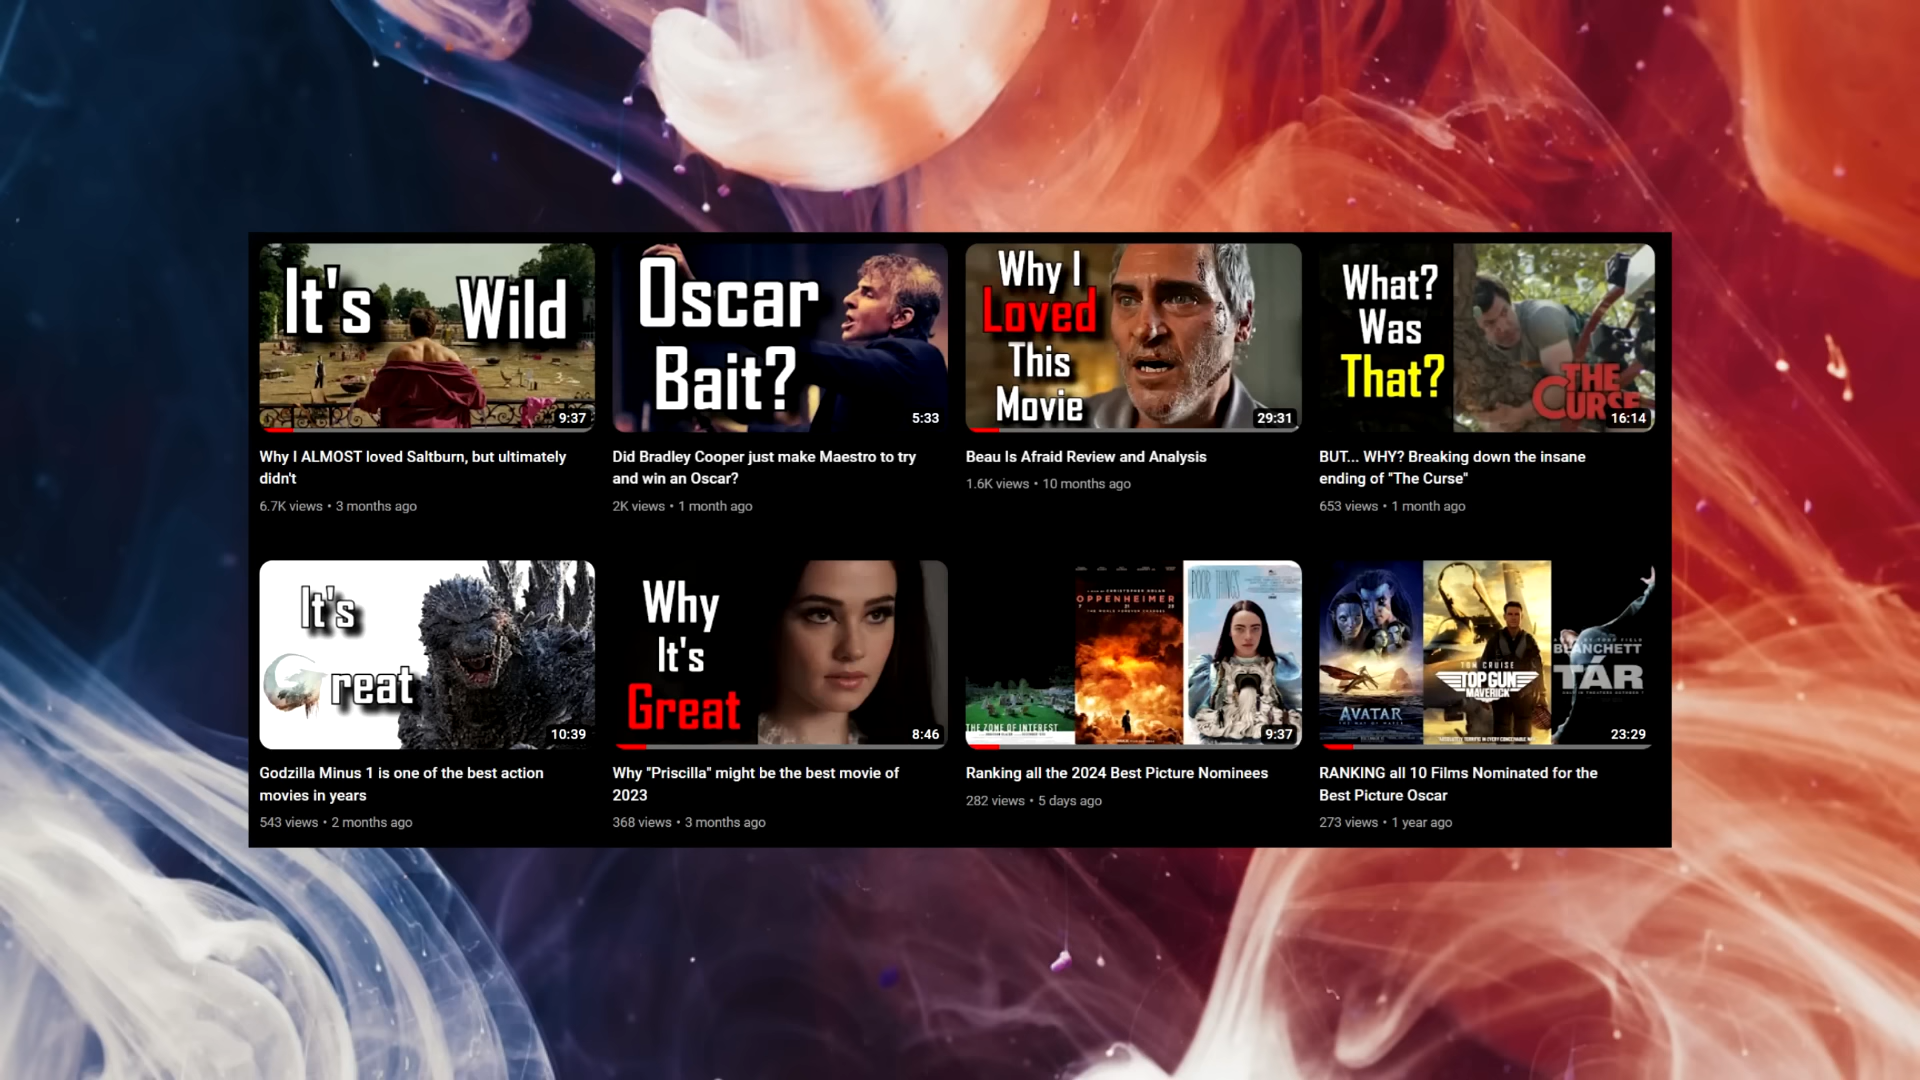 It's Wild
9:37
Why I ALMOST loved Saltburn, but ultimately
didn't
6.7K views • 3 months ago
Oscar
Bait?
5:33
Did Bradley Cooper just make Maestro to try
and win an Oscar?
2K views • 1 month ago
Why I
Loved
This
Movie
29:31
Beau Is Afraid Review and Analysis
1.6K views • 10 months ago
What?
Was
That?
THE
CURSE
16:14
BUT... WHY? Breaking down the insane
ending of "The Curse"
653 views • 1 month ago
It's
Great
10:39
Godzilla Minus 1 is one of the best action
movies in years
543 views • 2 months ago
Why
It's
Great
8:46
Why "Priscilla" might be the best movie of
2023
368 views • 3 months ago
THE ZONE OF INTEREST
OPPENHEIMER
THE WORLD FOREVER CHANGES
POOR THINGS
9:37
Ranking all the 2024 Best Picture Nominees
282 views • 5 days ago
AVATAR
TOM CRUISE
TOP GUN
MAVERICK
BLANCHETT
TÁR
23:29
RANKING all 10 Films Nominated for the
Best Picture Oscar
273 views • 1 year ago